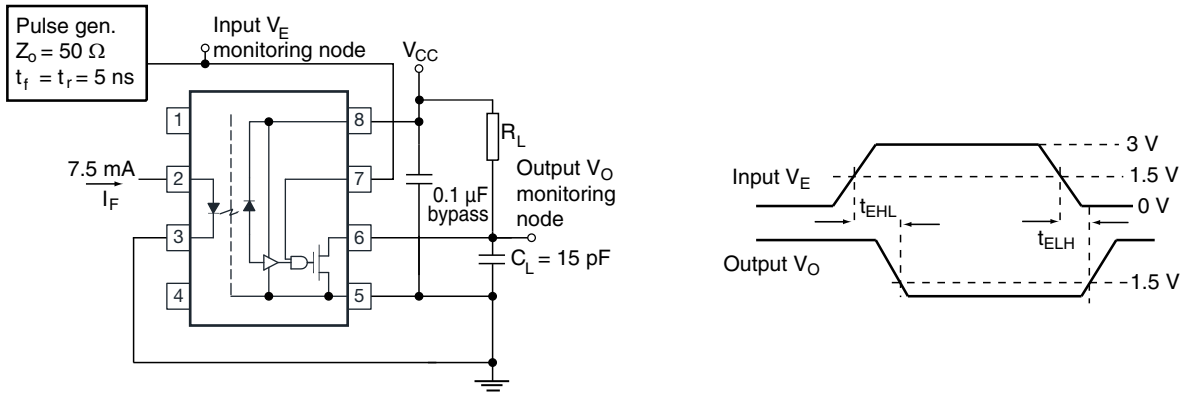 Pulse gen.
Zₒ = 50 Ω
t_f = t_r = 5 ns
Input V_E
monitoring node
V_CC
1
2
3
4
8
7
6
5
7.5 mA
I_F
R_L
0.1 µF
bypass
Output V_O
monitoring
node
C_L = 15 pF
Input V_E
3 V
1.5 V
0 V
t_EHL
t_ELH
Output V_O
1.5 V